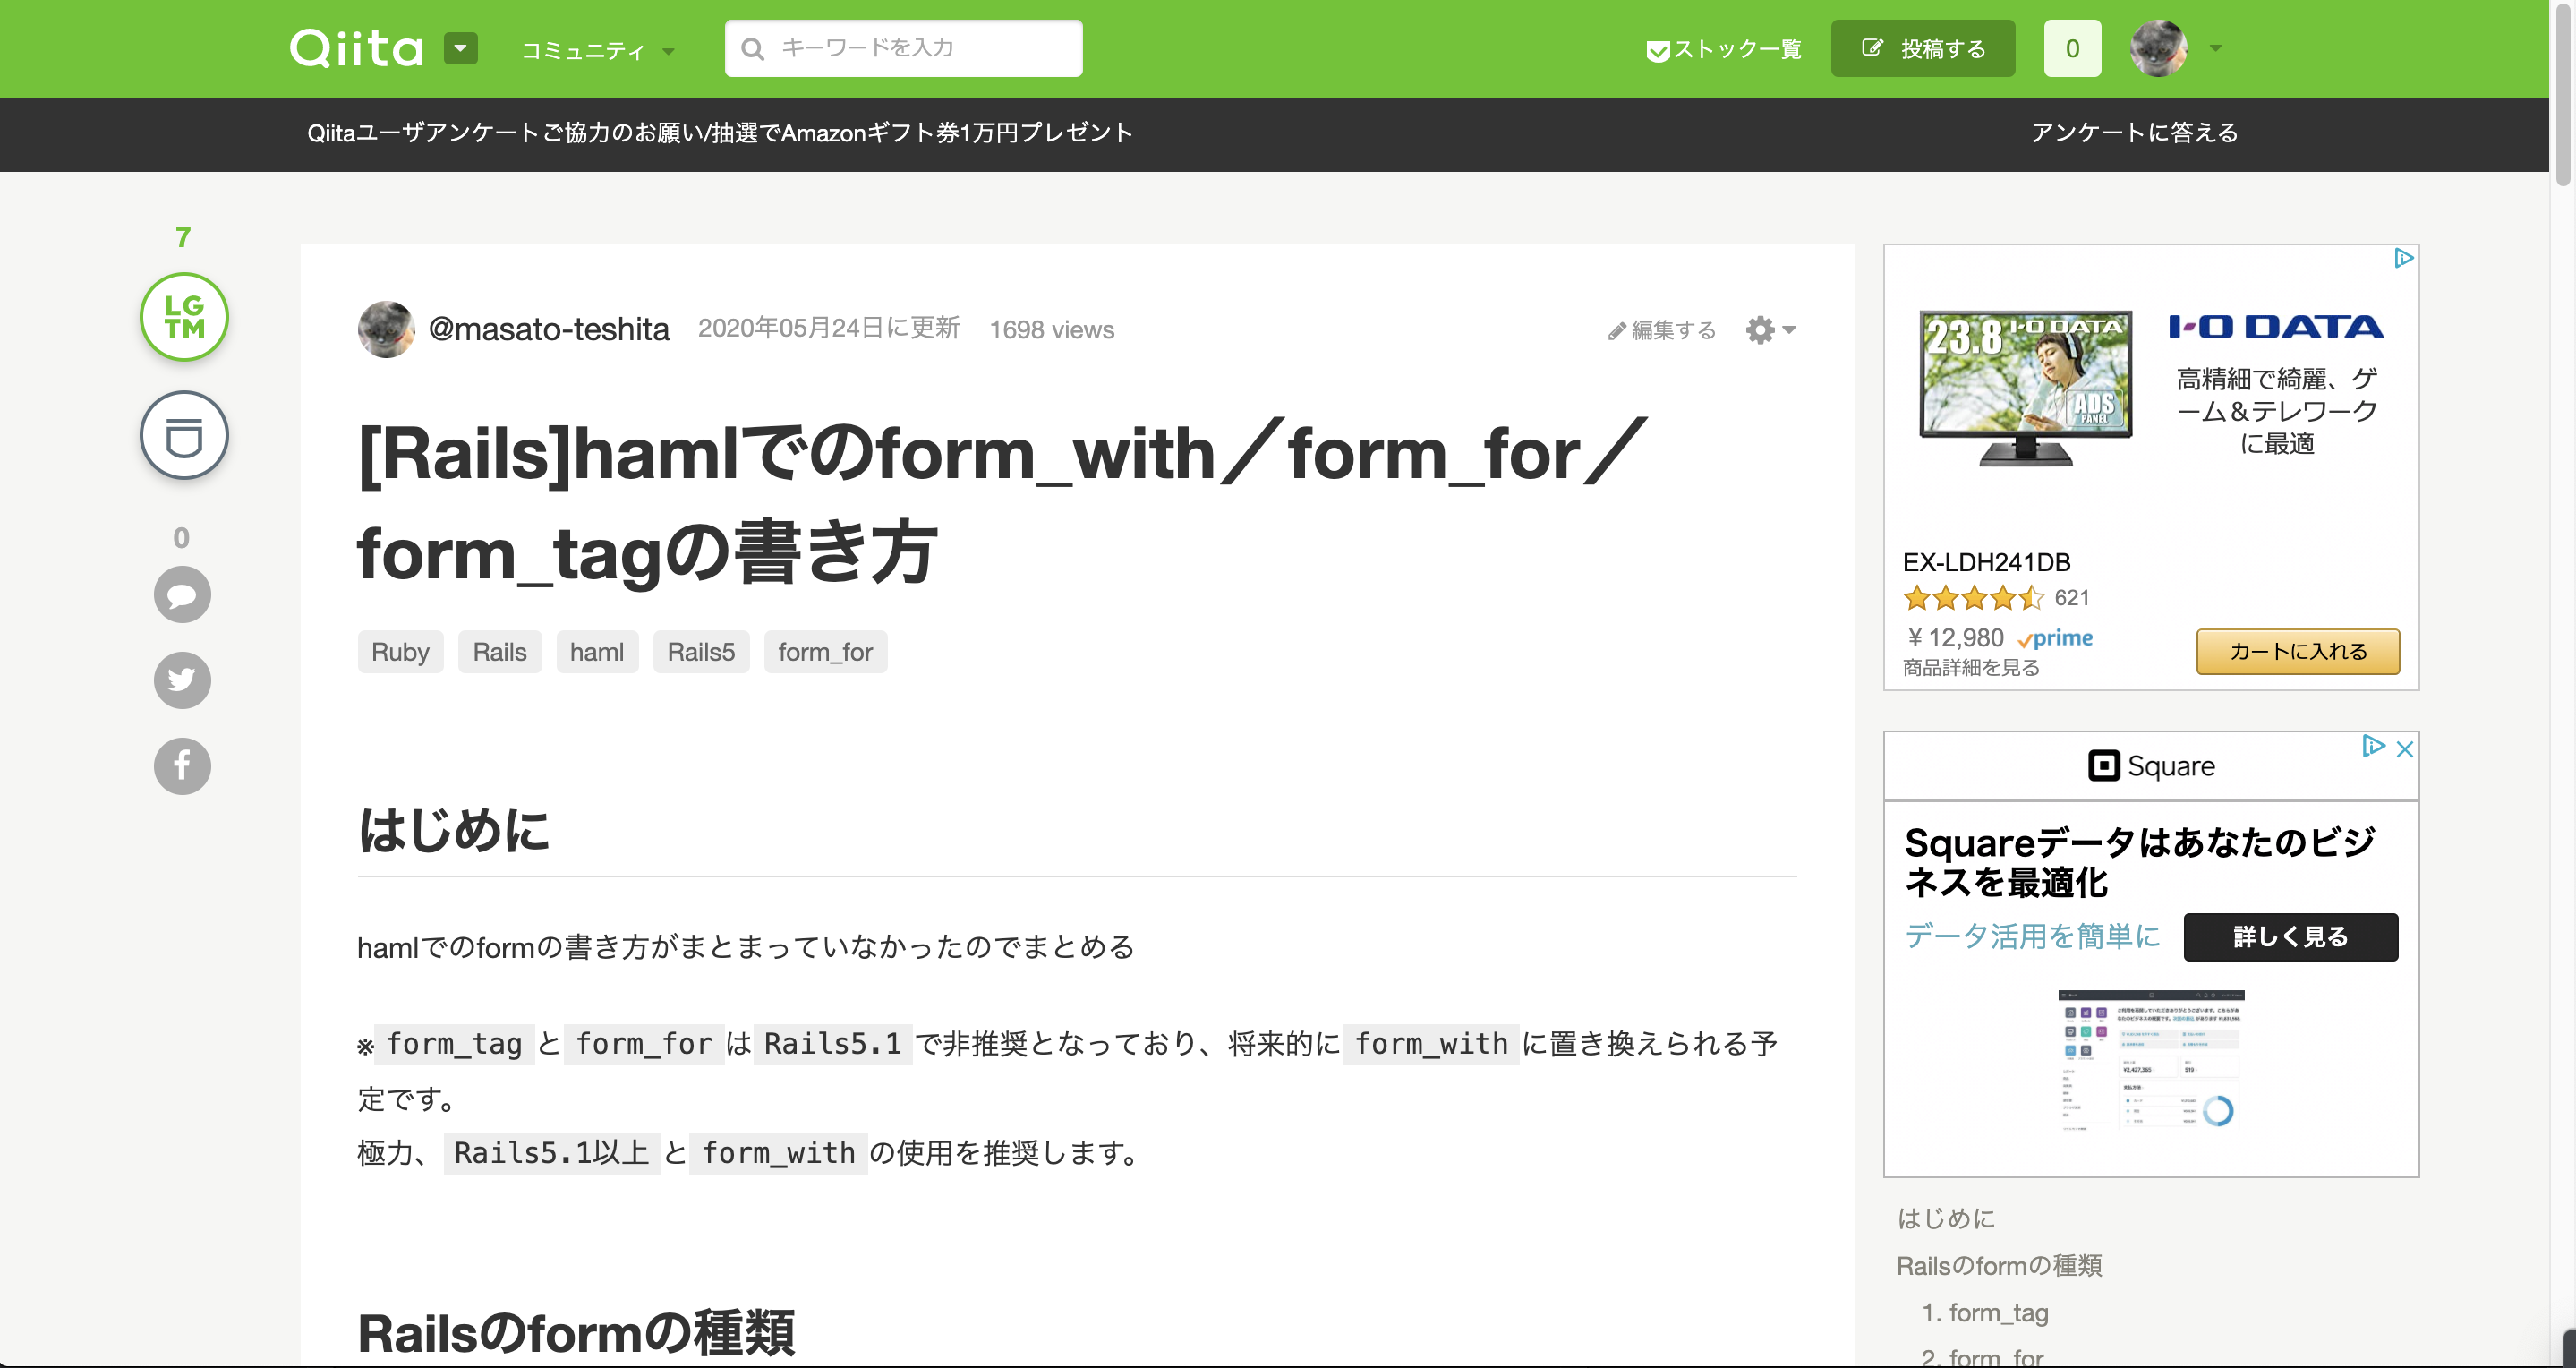 Qiita
コミュニティ
キーワードを入力
ストック一覧
投稿する
0
Qiitaユーザアンケートご協力のお願い/抽選でAmazonギフト券1万円プレゼント
アンケートに答える
7
LG
TM
0
@masato-teshita 2020年05月24日に更新 1698 views
編集する
[Rails]hamlでのform_with／form_for／
form_tagの書き方
Ruby Rails haml Rails5 form_for
はじめに
hamlでのformの書き方がまとまっていなかったのでまとめる
※ form_tag と form_for は Rails5.1 で非推奨となっており、将来的に form_with に置き換えられる予
定です。
極力、 Rails5.1以上 と form_with の使用を推奨します。
Railsのformの種類
23.8 I-O DATA
ADS
PANEL
I-O DATA
高精細で綺麗、ゲ
ーム＆テレワーク
に最適
EX-LDH241DB
621
￥12,980 prime
商品詳細を見る
カートに入れる
Square
Squareデータはあなたのビジ
ネスを最適化
データ活用を簡単に
詳しく見る
はじめに
Railsのformの種類
1. form_tag
2. form_for